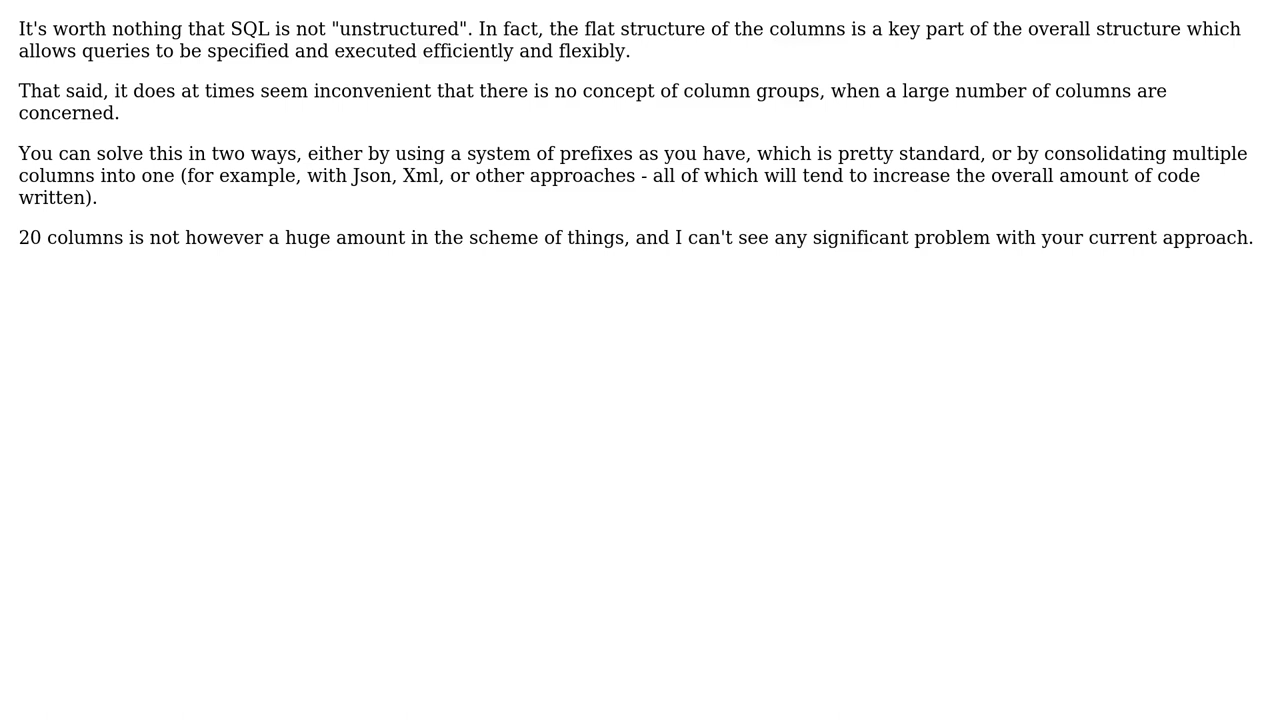 It's worth nothing that SQL is not "unstructured". In fact, the flat structure of the columns is a key part of the overall structure which
allows queries to be specified and executed efficiently and flexibly.
That said, it does at times seem inconvenient that there is no concept of column groups, when a large number of columns are
concerned.
You can solve this in two ways, either by using a system of prefixes as you have, which is pretty standard, or by consolidating multiple
columns into one (for example, with Json, Xml, or other approaches - all of which will tend to increase the overall amount of code
written).
20 columns is not however a huge amount in the scheme of things, and I can't see any significant problem with your current approach.